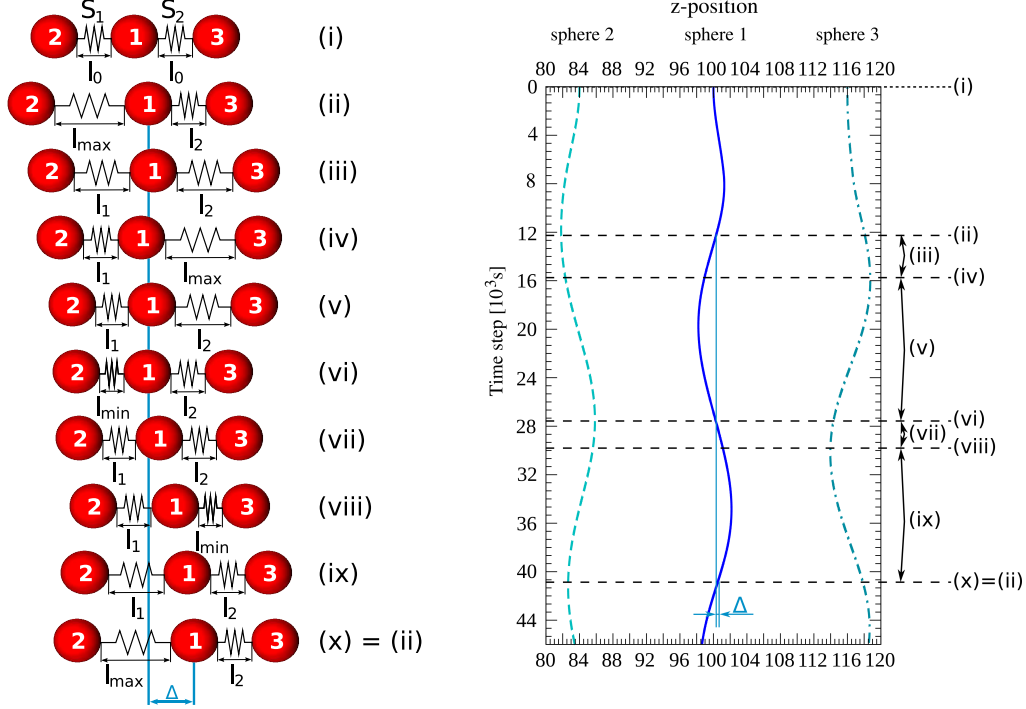 S1 S2
2 1 3 (i)
l0 l0
2 1 3 (ii)
lmax l2
2 1 3 (iii)
l1 l2
2 1 3 (iv)
l1 lmax
2 1 3 (v)
l1 l2
2 1 3 (vi)
lmin l2
2 1 3 (vii)
l1 l2
2 1 3 (viii)
l1 lmin
2 1 3 (ix)
l1 l2
2 1 3 (x) = (ii)
lmax l2
Δ
z-position
sphere 2 sphere 1 sphere 3
80 84 88 92 96 100 104 108 112 116 120
0
4
8
12
16
20
24
28
32
36
40
44
Time step [10³s]
(i)
(ii)
(iii)
(iv)
(v)
(vi)
(vii)
(viii)
(ix)
(x)=(ii)
Δ
80 84 88 92 96 100 104 108 112 116 120